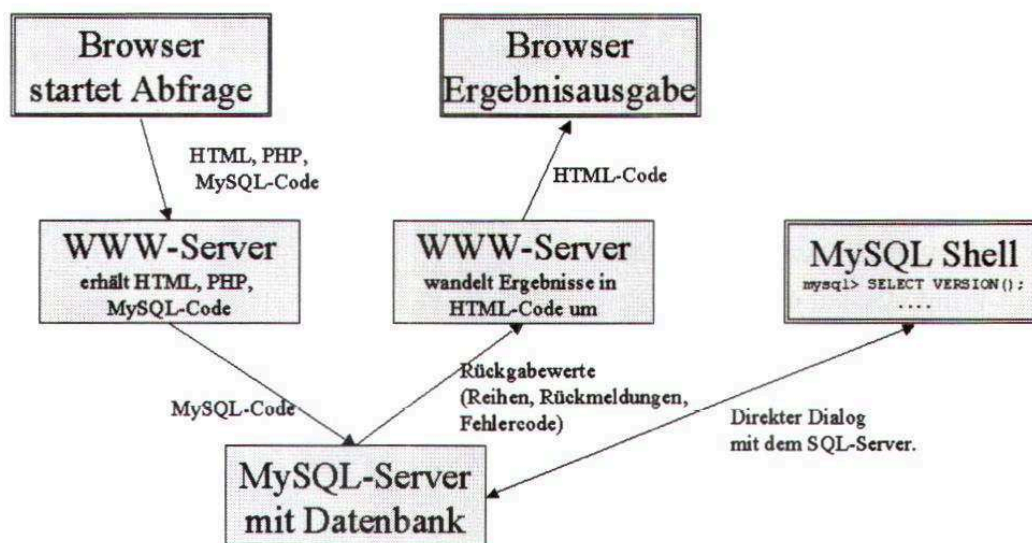 Browser
startet Abfrage
Browser
Ergebnisausgabe
HTML, PHP,
MySQL-Code
HTML-Code
WWW-Server
erhält HTML, PHP,
MySQL-Code
WWW-Server
wandelt Ergebnisse in
HTML-Code um
MySQL Shell
mysql> SELECT VERSION();
....
MySQL-Code
Rückgabewerte
(Reihen, Rückmeldungen,
Fehlercode)
Direkter Dialog
mit dem SQL-Server.
MySQL-Server
mit Datenbank